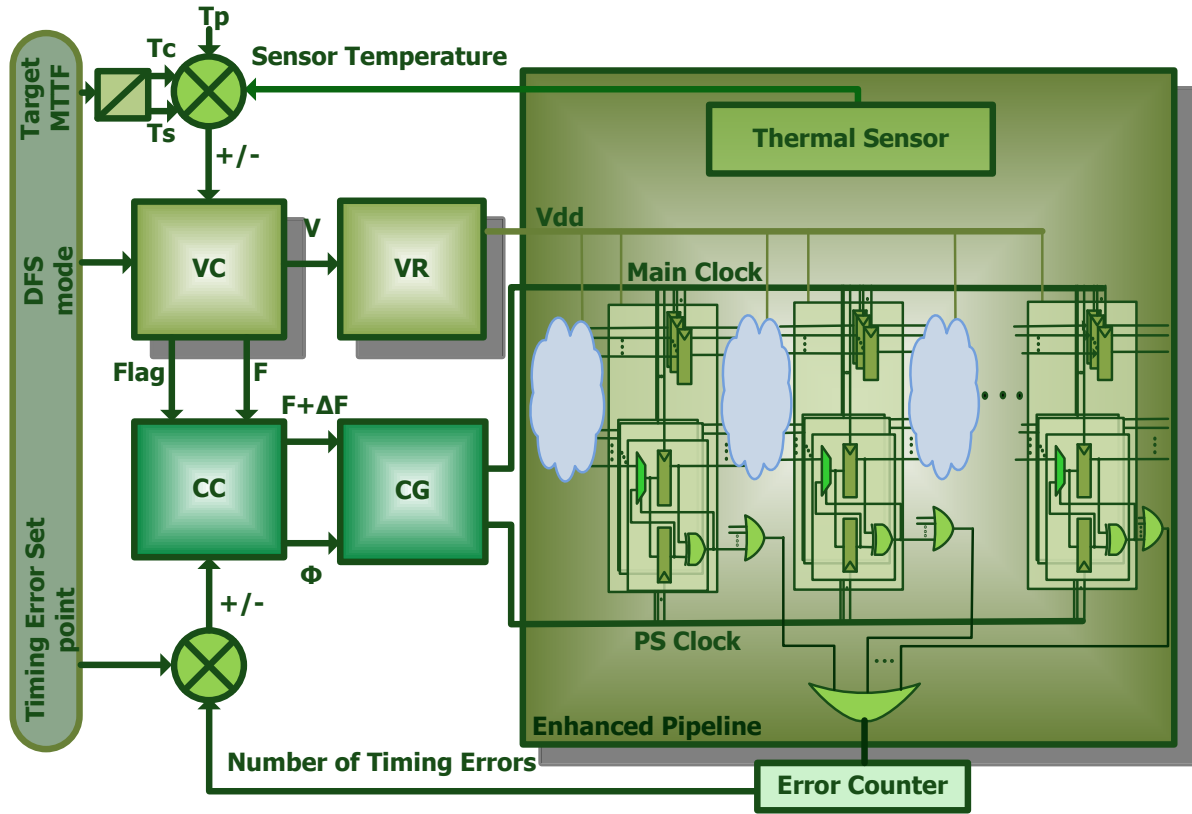 Tp
Tc
Sensor Temperature
Target
MTTF
Ts
Thermal Sensor
+/-
Vdd
V
DFS
mode
VC
VR
Main Clock
Flag
F
F+ΔF
CC
CG
Φ
+/-
Timing Error Set
point
PS Clock
Enhanced Pipeline
Number of Timing Errors
Error Counter